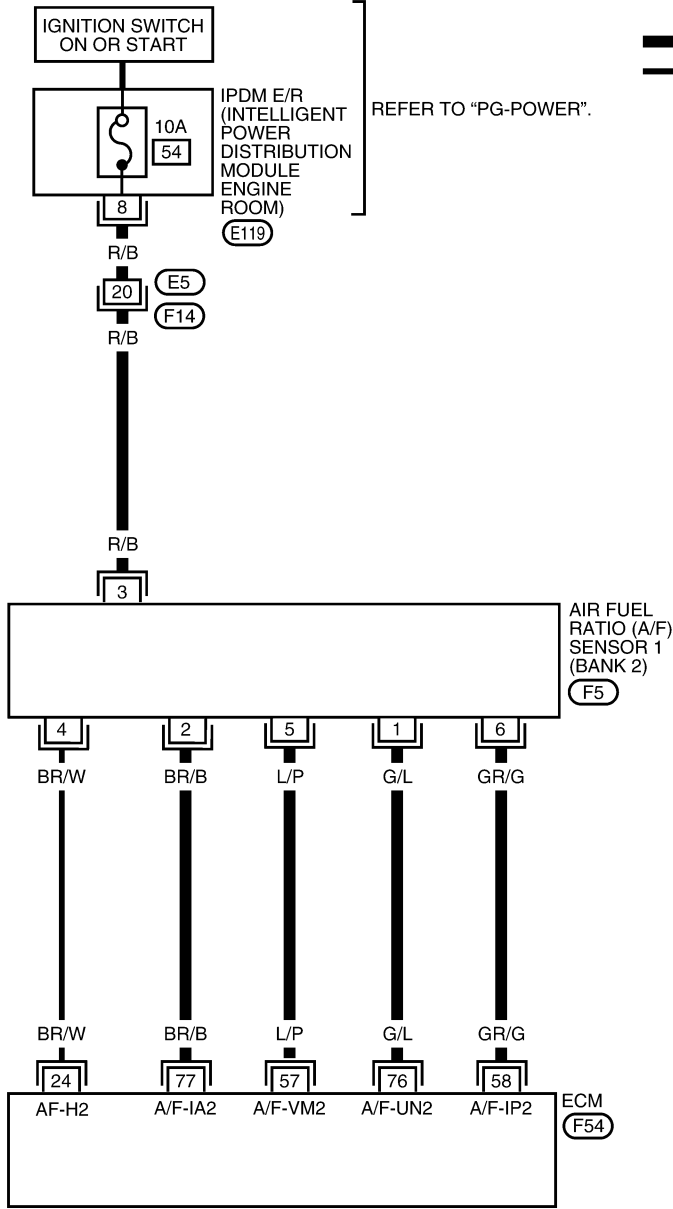 IGNITION SWITCH
ON OR START
IPDM E/R
(INTELLIGENT
POWER
DISTRIBUTION
MODULE
ENGINE
ROOM)
E119
REFER TO “PG-POWER”.
10A
54
8
R/B
20
E5
F14
R/B
R/B
3
AIR FUEL
RATIO (A/F)
SENSOR 1
(BANK 2)
F5
4 2 5 1 6
BR/W BR/B L/P G/L GR/G
BR/W BR/B L/P G/L GR/G
24 77 57 76 58
AF-H2 A/F-IA2 A/F-VM2 A/F-UN2 A/F-IP2
ECM
F54